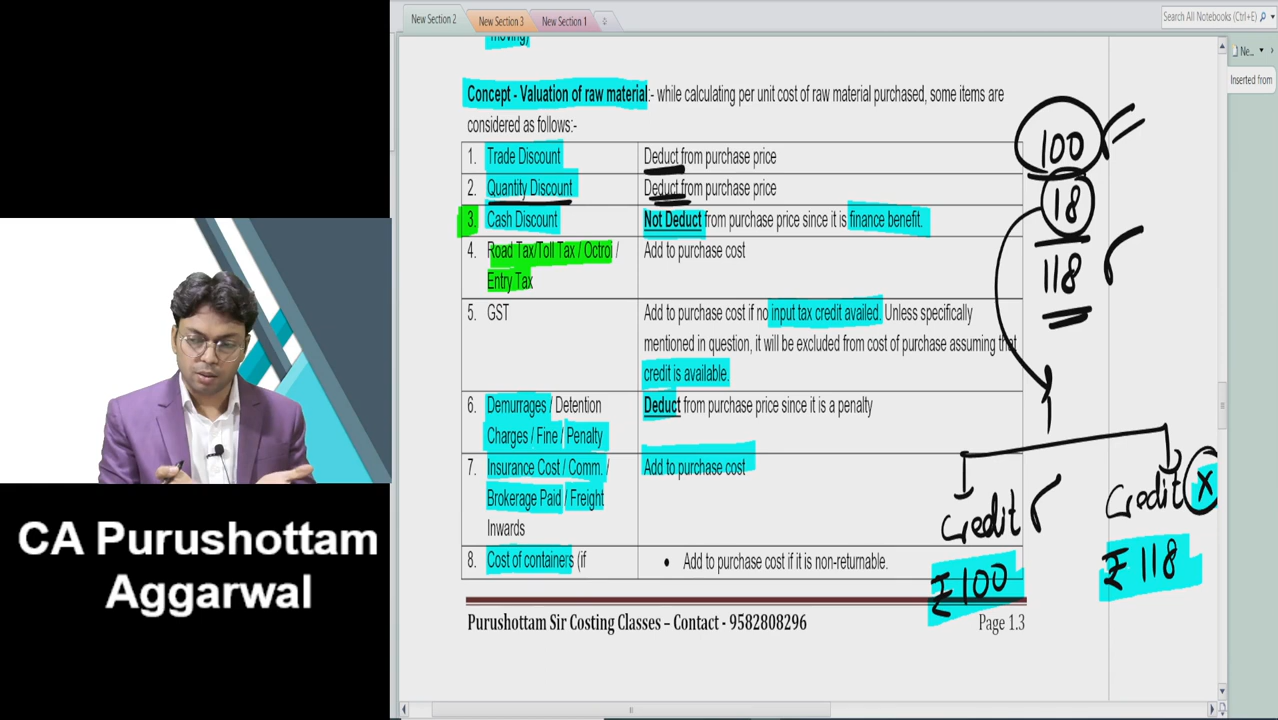 New Section 2
New Section 3
New Section 1
Search All Notebooks (Ctrl+E)
Ne...
Inserted from
moving)
Concept - Valuation of raw material:- while calculating per unit cost of raw material purchased, some items are
considered as follows:-
1. Trade Discount
Deduct from purchase price
2. Quantity Discount
Deduct from purchase price
3. Cash Discount
Not Deduct from purchase price since it is finance benefit.
4. Road Tax/Toll Tax / Octroi /
Entry Tax
Add to purchase cost
5. GST
Add to purchase cost if no input tax credit availed. Unless specifically
mentioned in question, it will be excluded from cost of purchase assuming that
credit is available.
6. Demurrages / Detention
Charges / Fine / Penalty
Deduct from purchase price since it is a penalty
7. Insurance Cost / Comm. /
Brokerage Paid / Freight
Inwards
Add to purchase cost
8. Cost of containers (if
• Add to purchase cost if it is non-returnable.
100
18
118
Credit ✓
₹100
Credit X
₹118
Purushottam Sir Costing Classes – Contact - 9582808296
Page 1.3
CA Purushottam
Aggarwal